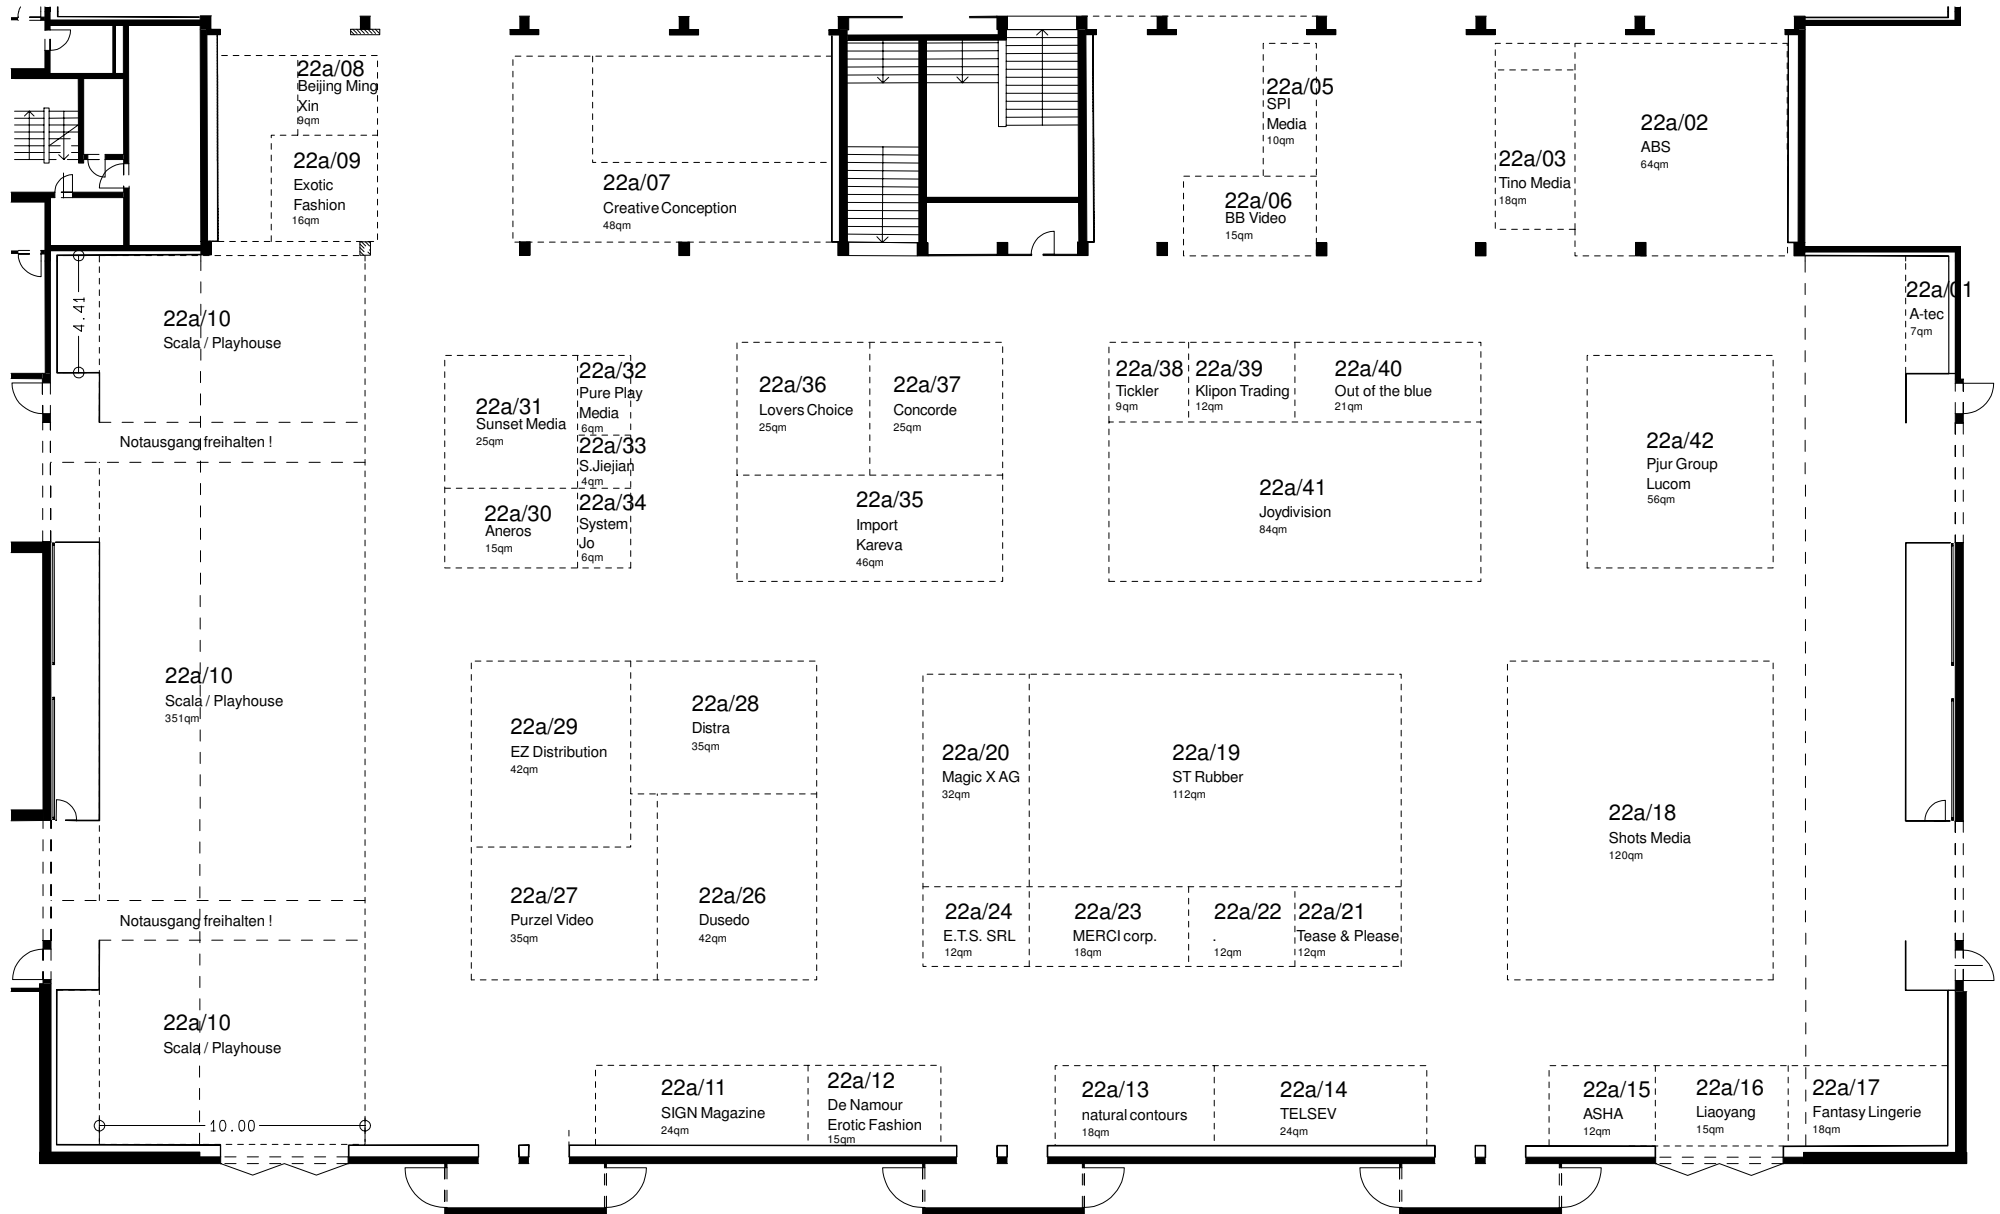 22a/08
Beijing Ming
Xin
9qm
22a/09
Exotic
Fashion
16qm
22a/07
Creative Conception
48qm
22a/05
SPI
Media
10qm
22a/06
BB Video
15qm
22a/03
Tino Media
18qm
22a/02
ABS
64qm
22a/01
A-tec
7qm
4.41
22a/10
Scala / Playhouse
Notausgang freihalten !
22a/31
Sunset Media
25qm
22a/32
Pure Play
Media
6qm
22a/33
S.Jiejian
4qm
22a/30
Aneros
15qm
22a/34
System
Jo
6qm
22a/36
Lovers Choice
25qm
22a/37
Concorde
25qm
22a/35
Import
Kareva
46qm
22a/38
Tickler
9qm
22a/39
Klipon Trading
12qm
22a/40
Out of the blue
21qm
22a/41
Joydivision
84qm
22a/42
Pjur Group
Lucom
56qm
22a/10
Scala / Playhouse
351qm
22a/29
EZ Distribution
42qm
22a/28
Distra
35qm
22a/27
Purzel Video
35qm
22a/26
Dusedo
42qm
22a/20
Magic X AG
32qm
22a/19
ST Rubber
112qm
22a/24
E.T.S. SRL
12qm
22a/23
MERCI corp.
18qm
22a/22
.
12qm
22a/21
Tease & Please
12qm
22a/18
Shots Media
120qm
Notausgang freihalten !
22a/10
Scala / Playhouse
10.00
22a/11
SIGN Magazine
24qm
22a/12
De Namour
Erotic Fashion
15qm
22a/13
natural contours
18qm
22a/14
TELSEV
24qm
22a/15
ASHA
12qm
22a/16
Liaoyang
15qm
22a/17
Fantasy Lingerie
18qm